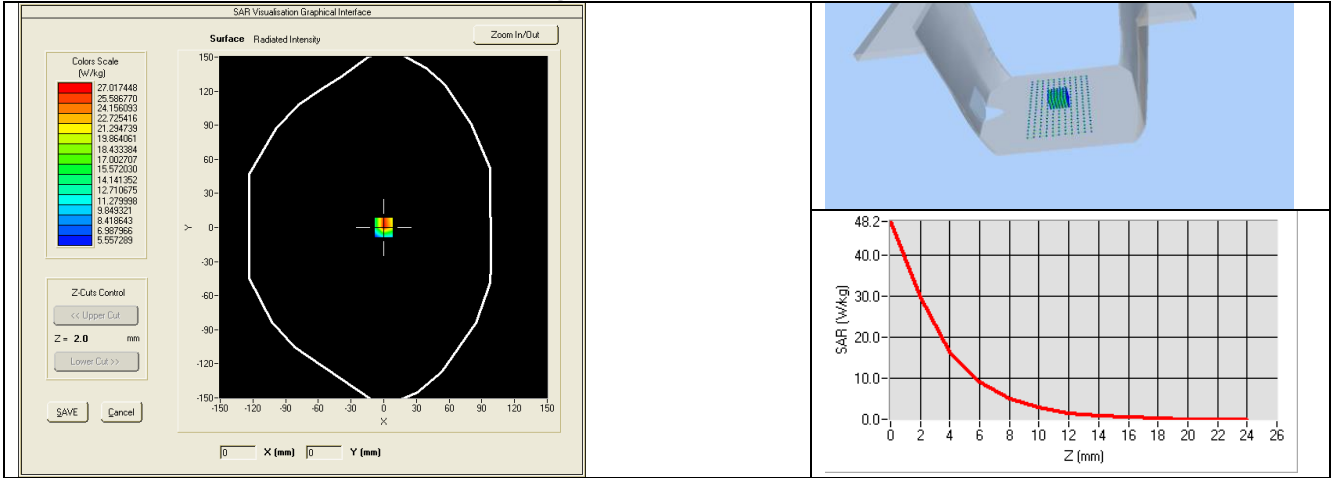 SAR Visualisation Graphical Interface
Surface Radiated Intensity
Zoom In/Out
Colors Scale
(W/kg)
27.017448
25.586770
24.156093
22.725416
21.294739
19.864061
18.433384
17.002707
15.572030
14.141352
12.710675
11.279998
9.849321
8.418643
6.987966
5.557289
Z-Cuts Control
<< Upper Cut
Z = 2.0 mm
Lower Cut >>
SAVE Cancel
150
120
90
60
30
Y 0
-30
-60
-90
-120
-150
-150 -120 -90 -60 -30 0 30 60 90 120 150
X
0 X (mm) 0 Y (mm)
48.2
40.0
30.0
20.0
10.0
0.0
SAR (W/kg)
0 2 4 6 8 10 12 14 16 18 20 22 24 26
Z (mm)